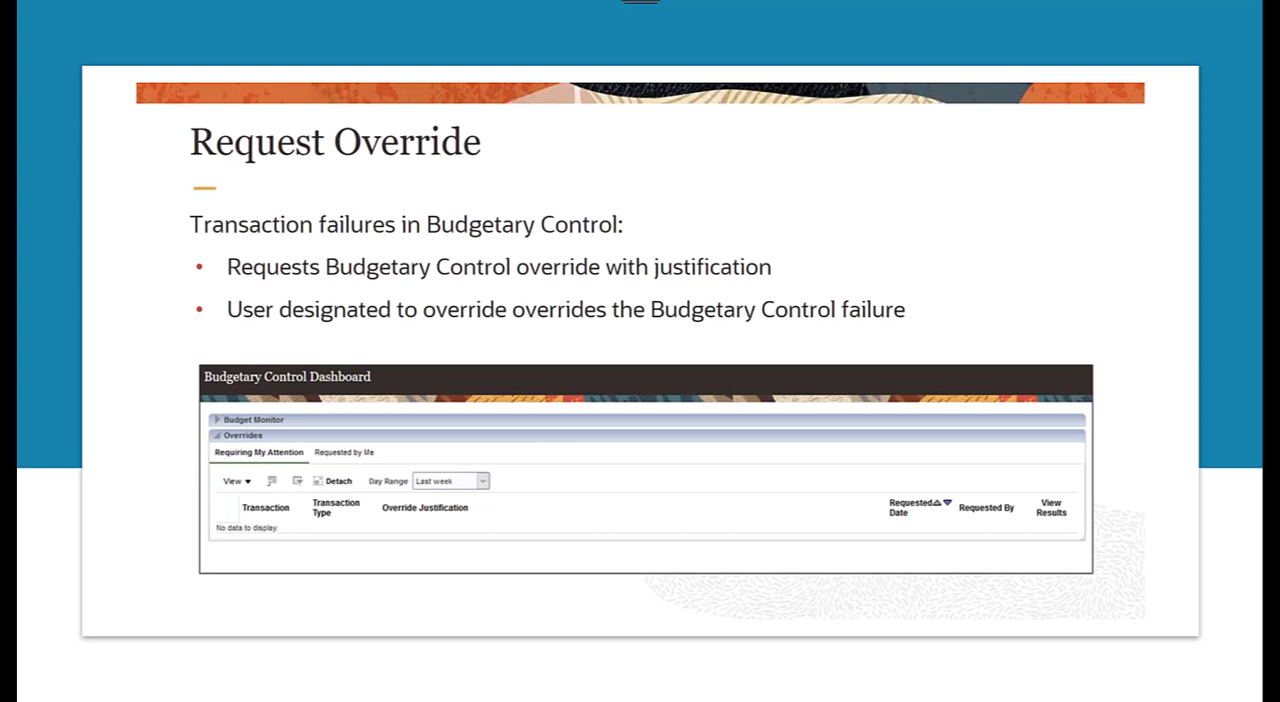 Request Override
Transaction failures in Budgetary Control:
• Requests Budgetary Control override with justification
• User designated to override overrides the Budgetary Control failure
Budgetary Control Dashboard
Budget Monitor
Overrides
Requiring My Attention Requested by Me
View Detach Day Range Last week
Transaction Transaction Type Override Justification Requested Date Requested By View Results
No data to display.